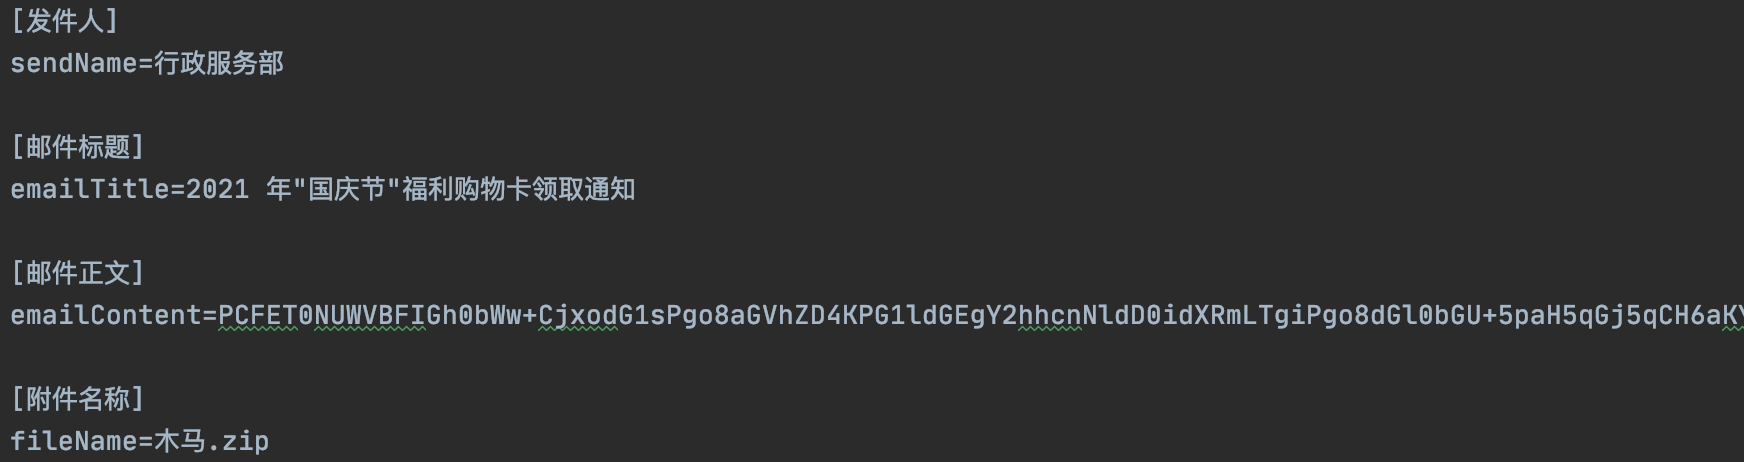 [发件人]
sendName=行政服务部
[邮件标题]
emailTitle=2021 年"国庆节"福利购物卡领取通知
[邮件正文]
emailContent=PCFET0NUWVBFIGh0bWw+CjxodG1sPgo8aGVhZD4KPG1ldGEgY2hhcnNldD0idXRmLTgiPgo8dGl0bGU+5paH5qGj5qCH6aKY
[附件名称]
fileName=木马.zip